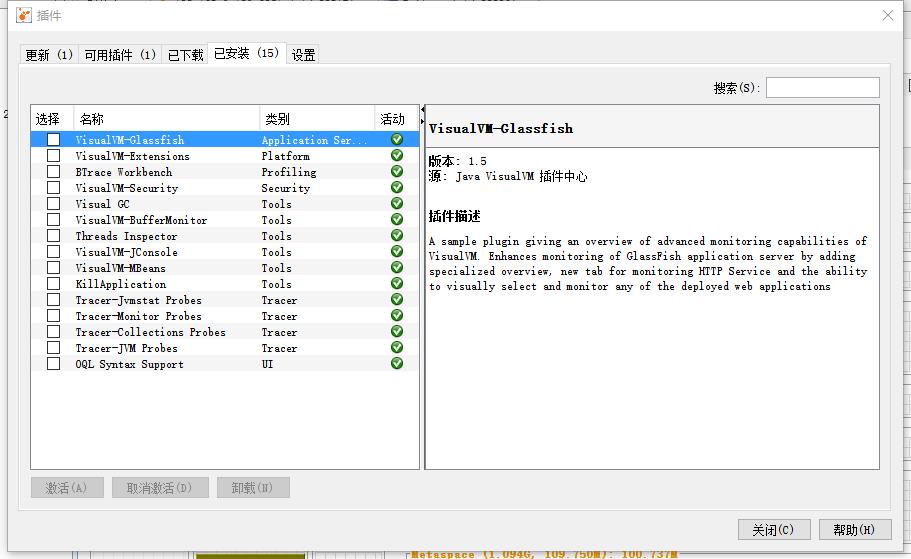 插件
更新 (1) 可用插件 (1) 已下载 已安装 (15) 设置
搜索(S):
选择 名称 类别 活动
VisualVM-Glassfish Application Ser...
VisualVM-Extensions Platform
BTrace Workbench Profiling
VisualVM-Security Security
Visual GC Tools
VisualVM-BufferMonitor Tools
Threads Inspector Tools
VisualVM-JConsole Tools
VisualVM-MBeans Tools
KillApplication Tools
Tracer-Jvmstat Probes Tracer
Tracer-Monitor Probes Tracer
Tracer-Collections Probes Tracer
Tracer-JVM Probes Tracer
OQL Syntax Support UI
VisualVM-Glassfish
版本: 1.5
源: Java VisualVM 插件中心
插件描述
A sample plugin giving an overview of advanced monitoring capabilities of
VisualVM. Enhances monitoring of GlassFish application server by adding
specialized overview, new tab for monitoring HTTP Service and the ability
to visually select and monitor any of the deployed web applications
激活(A) 取消激活(D) 卸载(N)
关闭(C) 帮助(H)
Metaspace (1.094G, 109.750M): 100.737M